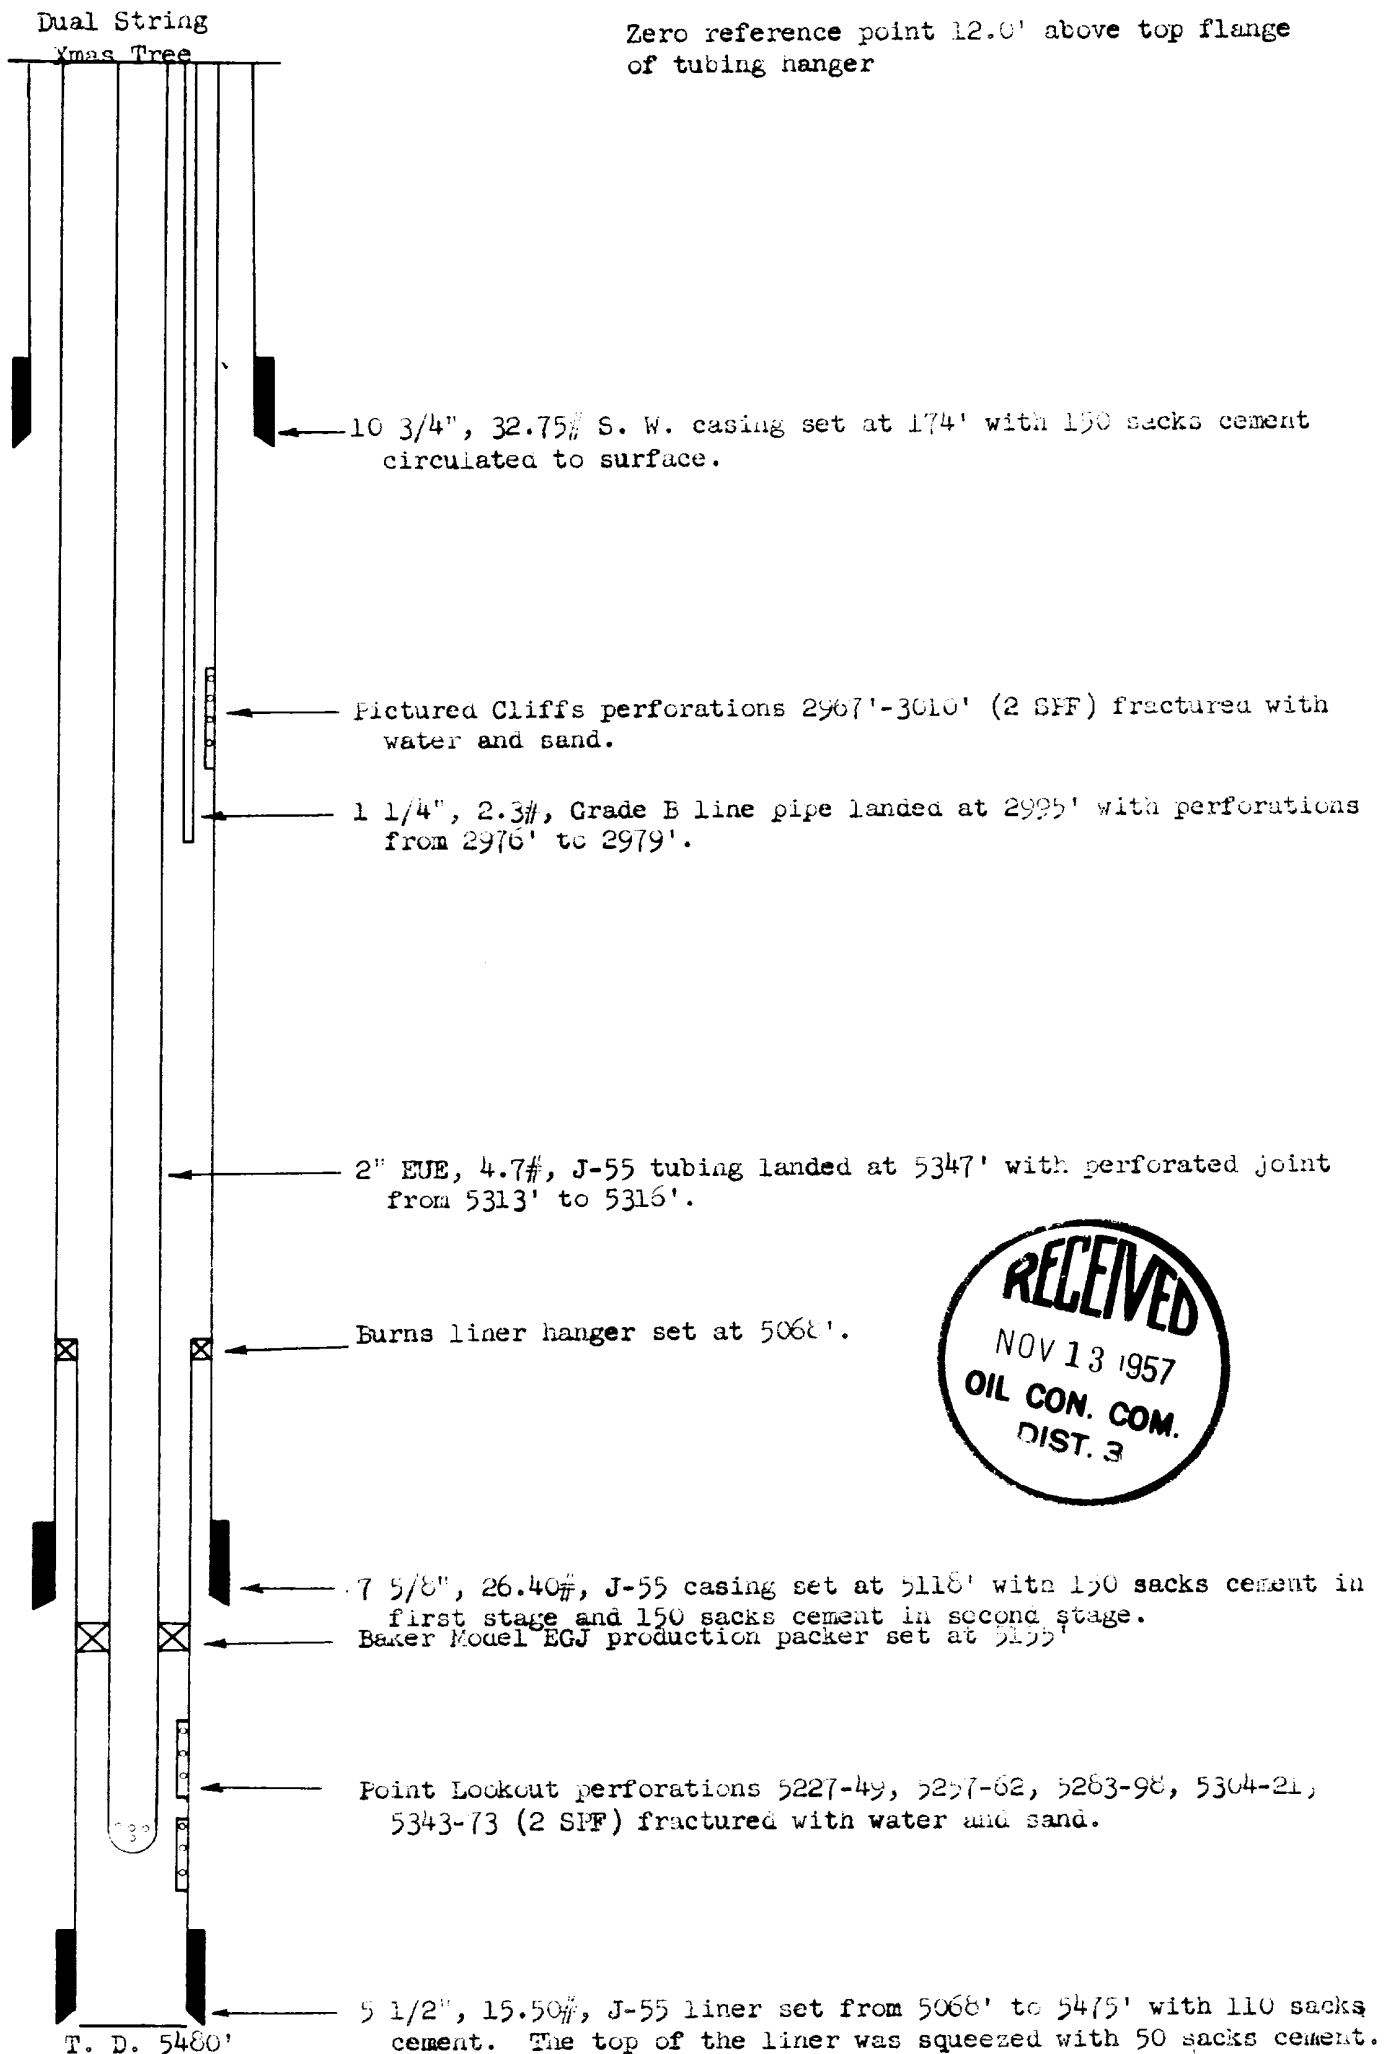 Dual String
Xmas Tree
Zero reference point 12.0' above top flange
of tubing hanger
10 3/4", 32.75# S. W. casing set at 174' with 150 sacks cement
circulated to surface.
Pictured Cliffs perforations 2967'-3010' (2 SPF) fractured with
water and sand.
1 1/4", 2.3#, Grade B line pipe landed at 2995' with perforations
from 2976' to 2979'.
2" EUE, 4.7#, J-55 tubing landed at 5347' with perforated joint
from 5313' to 5316'.
Burns liner hanger set at 5068'.
RECEIVED
NOV 13 1957
OIL CON. COM.
DIST. 3
7 5/8", 26.40#, J-55 casing set at 5118' with 150 sacks cement in
first stage and 150 sacks cement in second stage.
Baker Model EGJ production packer set at 5155'
Point Lookout perforations 5227-49, 5257-62, 5283-98, 5304-21,
5343-73 (2 SPF) fractured with water and sand.
5 1/2", 15.50#, J-55 liner set from 5068' to 5475' with 110 sacks
cement. The top of the liner was squeezed with 50 sacks cement.
T. D. 5480'